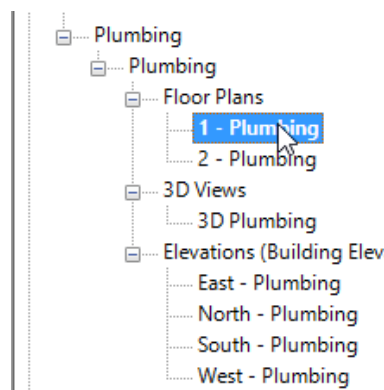 Plumbing
Plumbing
Floor Plans
1 - Plumbing
2 - Plumbing
3D Views
3D Plumbing
Elevations (Building Elev
East - Plumbing
North - Plumbing
South - Plumbing
West - Plumbing